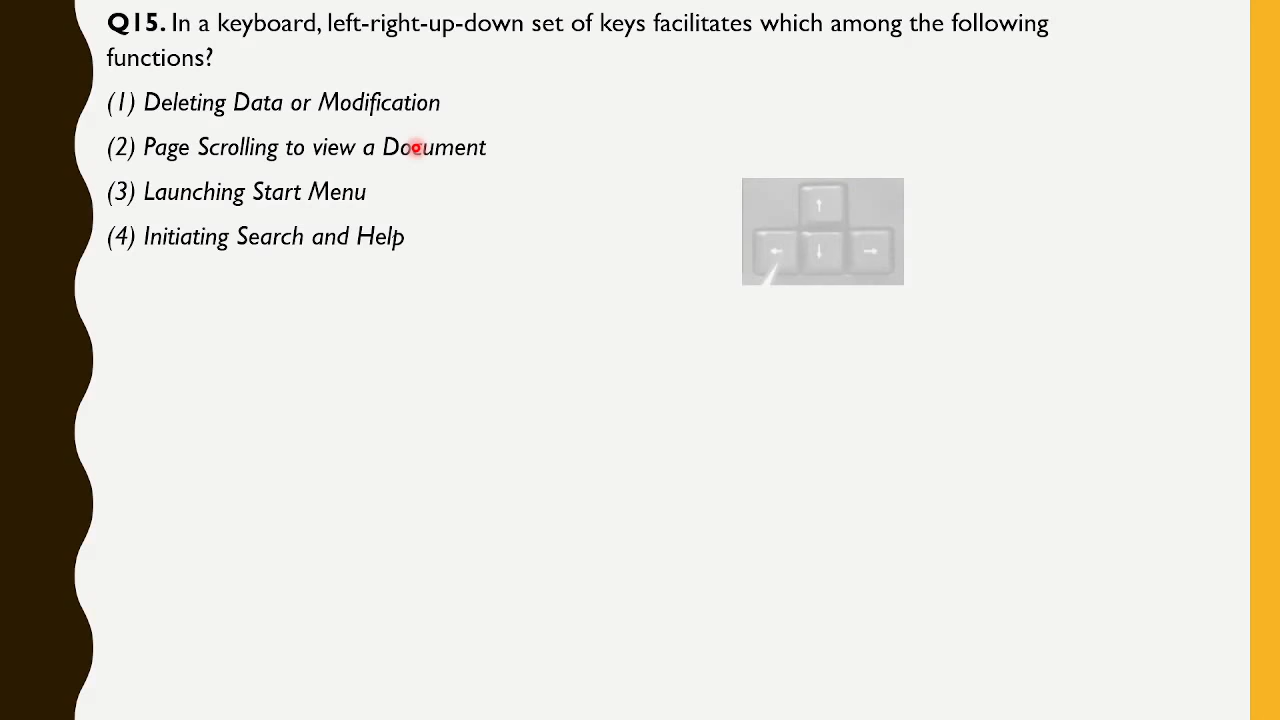 Q15. In a keyboard, left-right-up-down set of keys facilitates which among the following
functions?
(1) Deleting Data or Modification
(2) Page Scrolling to view a Document
(3) Launching Start Menu
(4) Initiating Search and Help